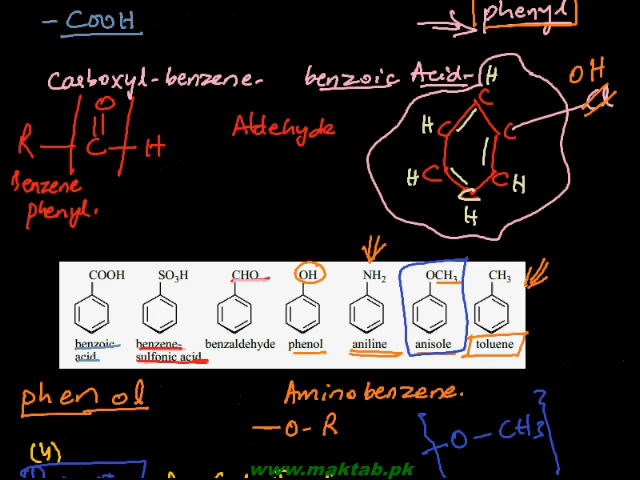 - COOH
phenyl
Carboxyl-benzene- benzoic Acid-
H
C
OH
Cl
O
R - C - H
Aldehyde
H C C
H C C H
C
H
Benzene
phenyl.
COOH SO3H CHO OH NH2 OCH3 CH3
benzoic acid
benzene-sulfonic acid
benzaldehyde
phenol
aniline
anisole
toluene
phenol
Aminobenzene.
-O-R
-O-CH3
(4)
www.maktab.pk